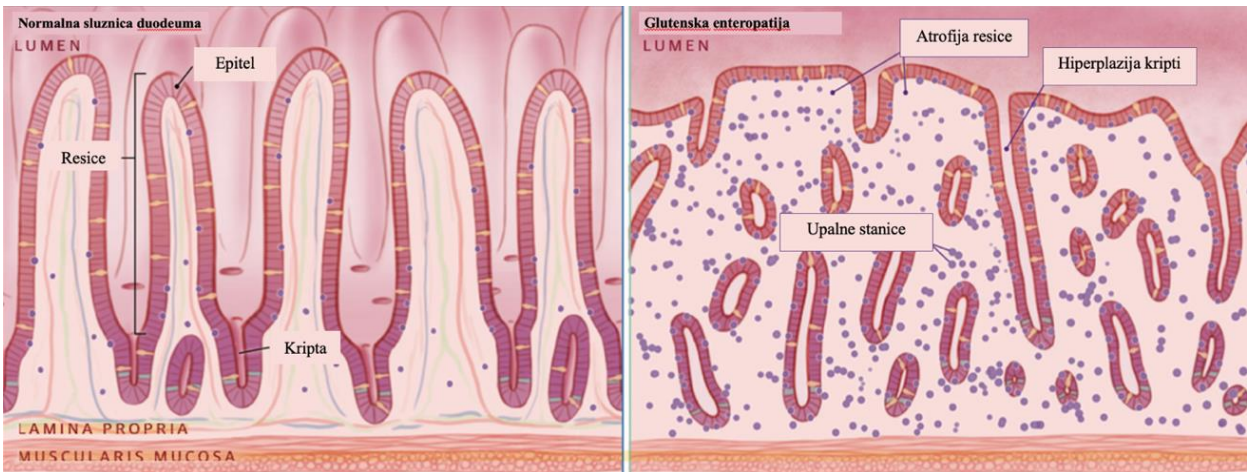 Normalna sluznica duodeuma
LUMEN
Epitel
Resice
Kripta
LAMINA PROPRIA
MUSCULARIS MUCOSA
Glutenska enteropatija
LUMEN
Atrofija resice
Hiperplazija kripti
Upalne stanice